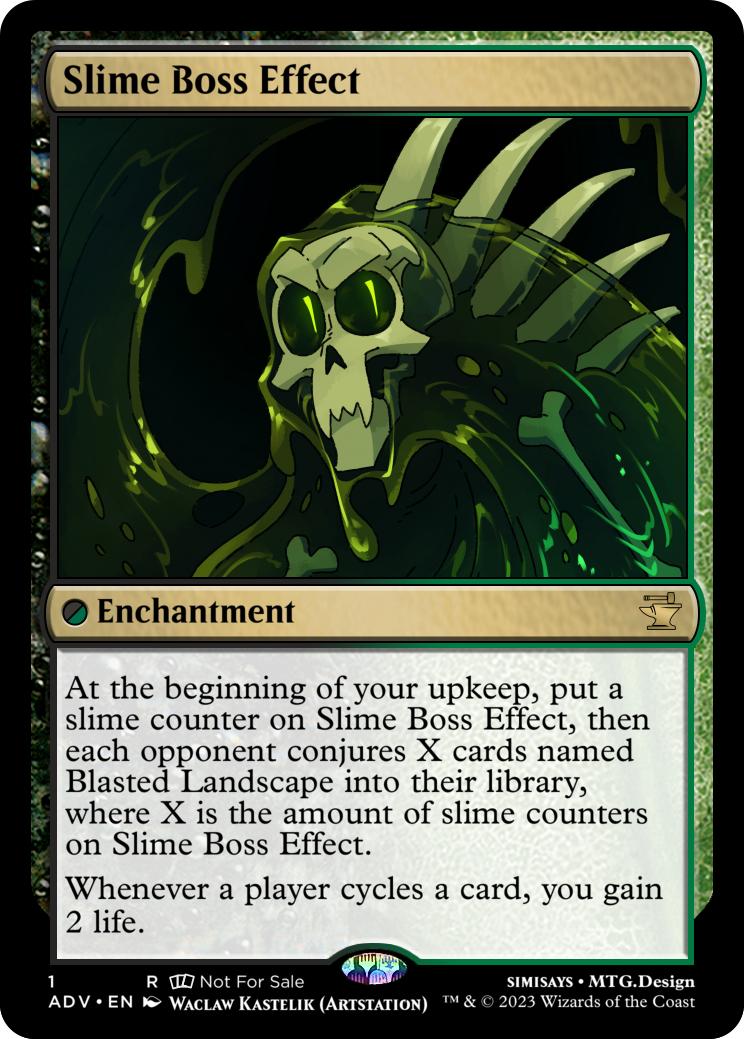 Slime Boss Effect
Enchantment
At the beginning of your upkeep, put a
slime counter on Slime Boss Effect, then
each opponent conjures X cards named
Blasted Landscape into their library,
where X is the amount of slime counters
on Slime Boss Effect.
Whenever a player cycles a card, you gain
2 life.
1 R Not For Sale SIMISAYS • MTG.Design
ADV • EN WACLAW KASTELIK (ARTSTATION) ™ & © 2023 Wizards of the Coast